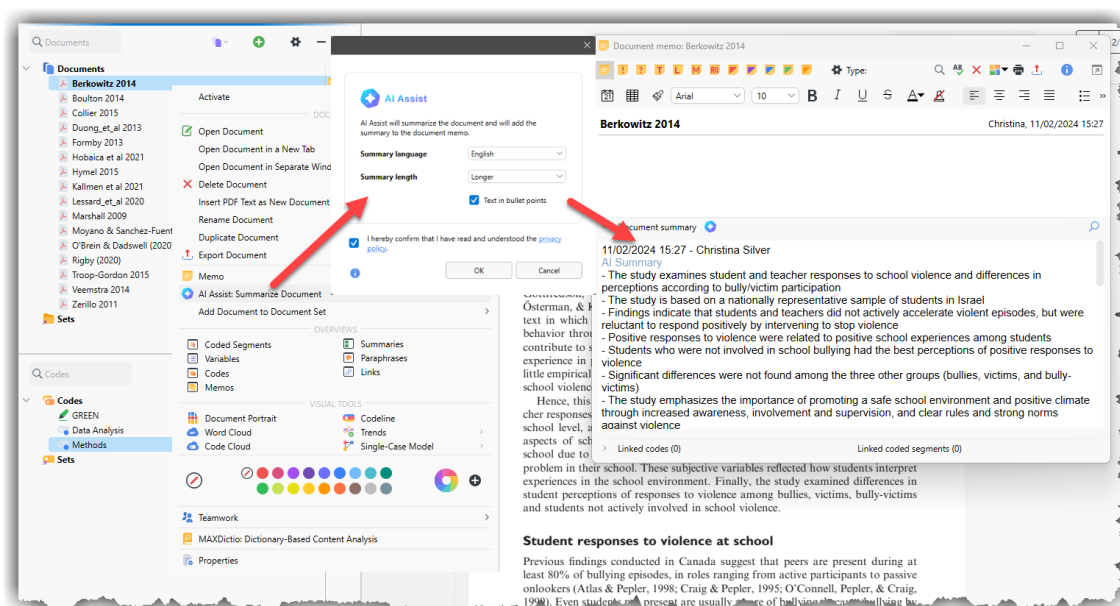 Documents
Documents
Berkowitz 2014
Boulton 2014
Collier 2015
Duong_et_al 2013
Formby 2013
Hobaica et al 2021
Hymel 2015
Kallmen et al 2021
Lessard_et_al 2020
Marshall 2009
Moyano & Sanchez-Fuent
O'Brein & Dadswell (2020
Rigby (2020)
Troop-Gordon 2015
Veemstra 2014
Zerillo 2011
Sets
Codes
Codes
GREEN
Data Analysis
Methods
Sets
Activate
DOC
Open Document
Open Document in a New Tab
Open Document in Separate Wind
Delete Document
Insert PDF Text as New Document
Rename Document
Duplicate Document
Export Document
Memo
AI Assist: Summarize Document
Add Document to Document Set
OVERVIEWS
Coded Segments
Summaries
Variables
Paraphrases
Codes
Links
Memos
VISUAL TOOLS
Document Portrait
Codeline
Word Cloud
Trends
Code Cloud
Single-Case Model
Teamwork
MAXDictio: Dictionary-Based Content Analysis
Properties
AI Assist
AI Assist will summarize the document and will add the
summary to the document memo.
Summary language English
Summary length Longer
Text in bullet points
I hereby confirm that I have read and understood the privacy
policy.
OK Cancel
Document memo: Berkowitz 2014
Type:
Arial 10 B I U S A
Berkowitz 2014 Christina, 11/02/2024 15:27
ocument summary
11/02/2024 15:27 - Christina Silver
AI Summary
- The study examines student and teacher responses to school violence and differences in
perceptions according to bully/victim participation
- The study is based on a nationally representative sample of students in Israel
- Findings indicate that students and teachers did not actively accelerate violent episodes, but were
reluctant to respond positively by intervening to stop violence
- Positive responses to violence were related to positive school experiences among students
- Students who were not involved in school bullying had the best perceptions of positive responses to
violence
- Significant differences were not found among the three other groups (bullies, victims, and bully-
victims)
- The study emphasizes the importance of promoting a safe school environment and positive climate
through increased awareness, involvement and supervision, and clear rules and strong norms
against violence
Linked codes (0) Linked coded segments (0)
Österman, & K
text in which
behavior throu
contribute to s
experience in
little empirical
school violenc
Hence, this
cher responses
school level, a
aspects of sch
school due to
problem in their school. These subjective variables reflected how students interpret
experiences in the school environment. Finally, the study examined differences in
student perceptions of responses to violence among bullies, victims, bully-victims
and students not actively involved in school violence.
Student responses to violence at school
Previous findings conducted in Canada suggest that peers are present during at
least 80% of bullying episodes, in roles ranging from active participants to passive
onlookers (Atlas & Pepler, 1998; Craig & Pepler, 1995; O'Connell, Pepler, & Craig,